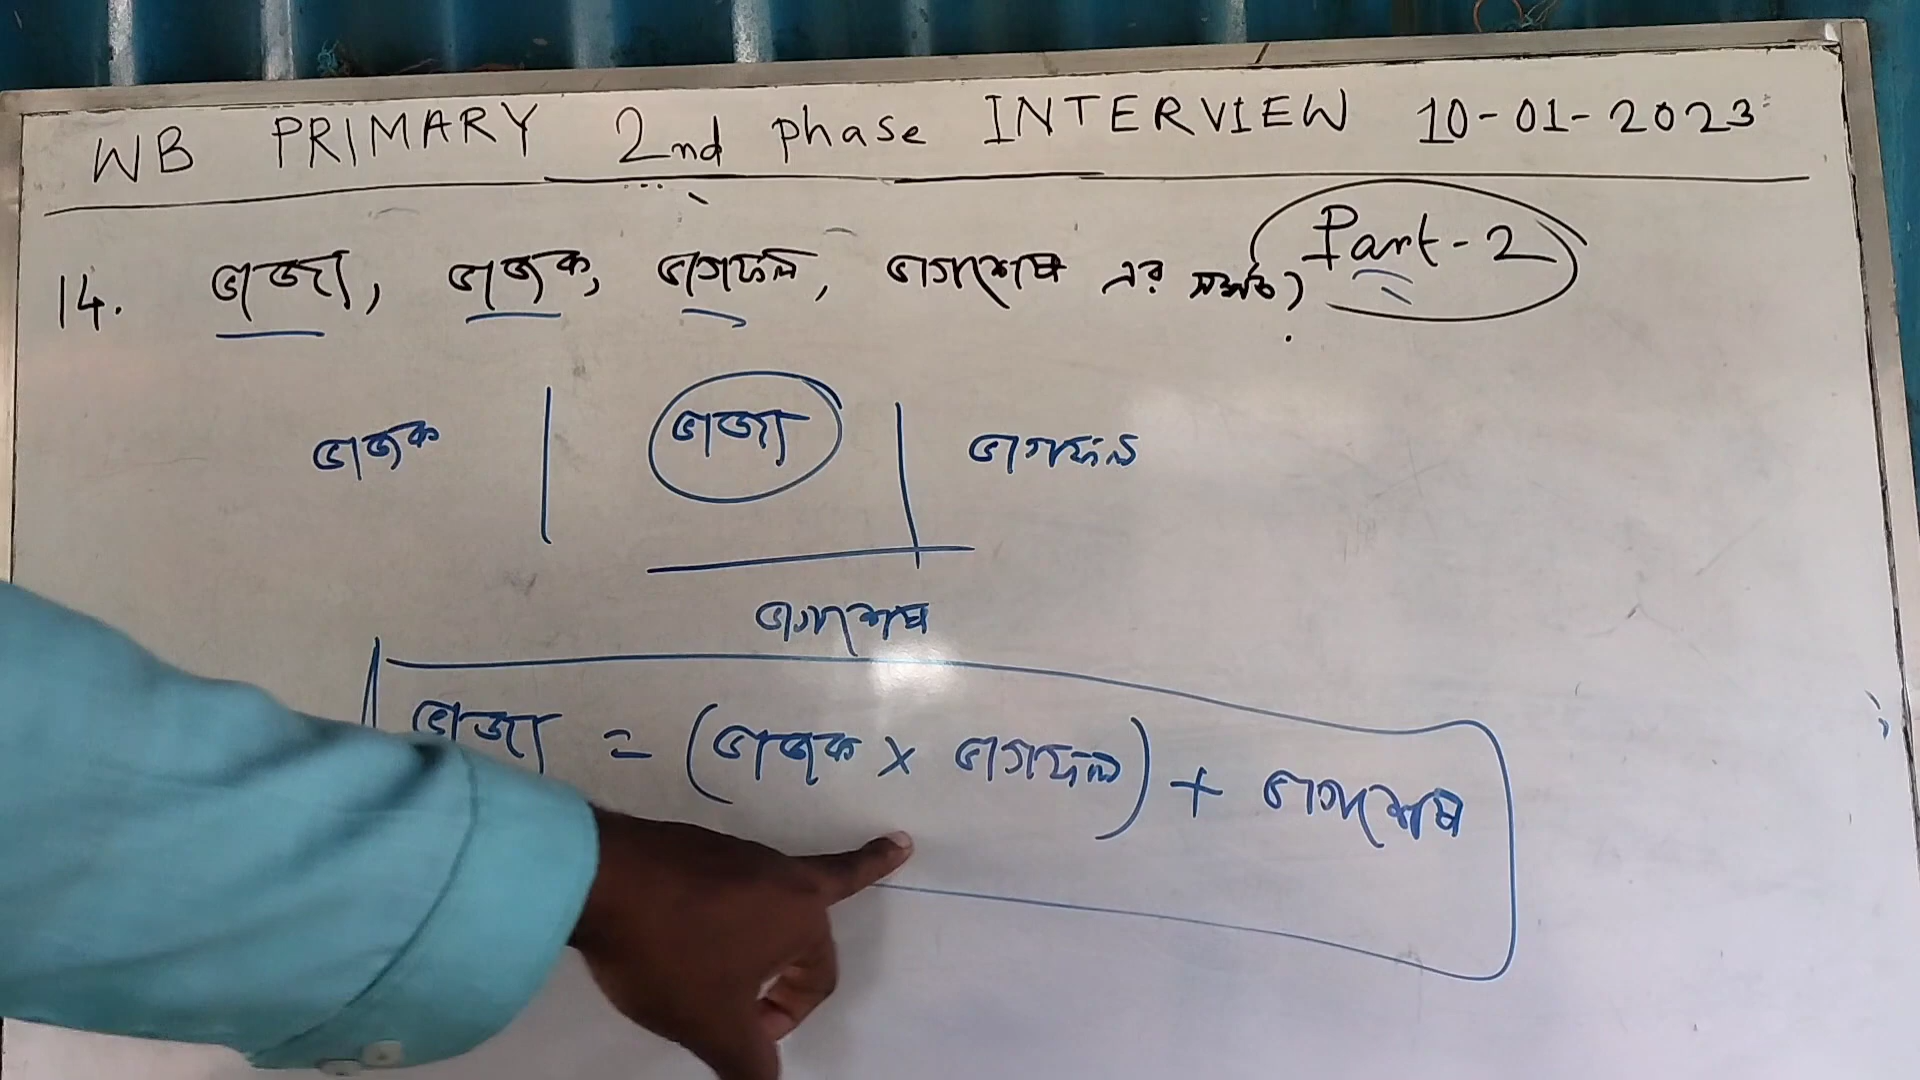 WB PRIMARY 2nd phase INTERVIEW 10-01-2023
Part-2
14. ভাজ্য, ভাজক, ভাগফল, ভাগশেষ এর সম্পর্ক?
ভাজক | ভাজ্য | ভাগফল
ভাগশেষ
ভাজ্য = (ভাজক × ভাগফল) + ভাগশেষ